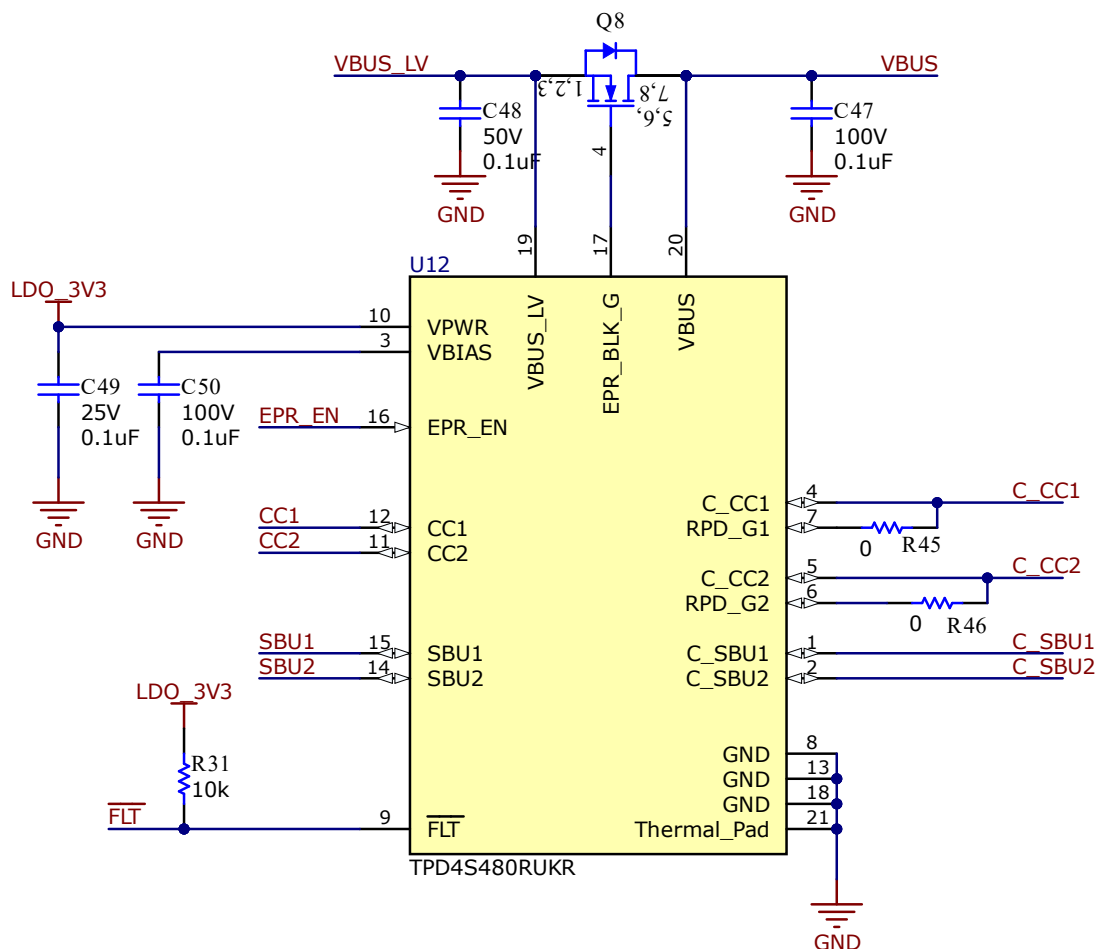 Q8
VBUS_LV
VBUS
1,2,3
5,6,
7,8
C48
50V
0.1uF
4
C47
100V
0.1uF
GND
GND
19
17
20
U12
LDO_3V3
VBUS_LV
EPR_BLK_G
VBUS
10
VPWR
3
VBIAS
C49
25V
0.1uF
C50
100V
0.1uF
EPR_EN
16
EPR_EN
GND
GND
C_CC1
4
C_CC1
RPD_G1
7
0
R45
CC1
12
CC1
CC2
11
CC2
C_CC2
5
C_CC2
RPD_G2
6
0
R46
SBU1
15
SBU1
SBU2
14
SBU2
C_SBU1
1
C_SBU1
C_SBU2
2
C_SBU2
LDO_3V3
R31
10k
GND
8
GND
13
GND
18
Thermal_Pad
21
FLT
9
FLT
TPD4S480RUKR
GND